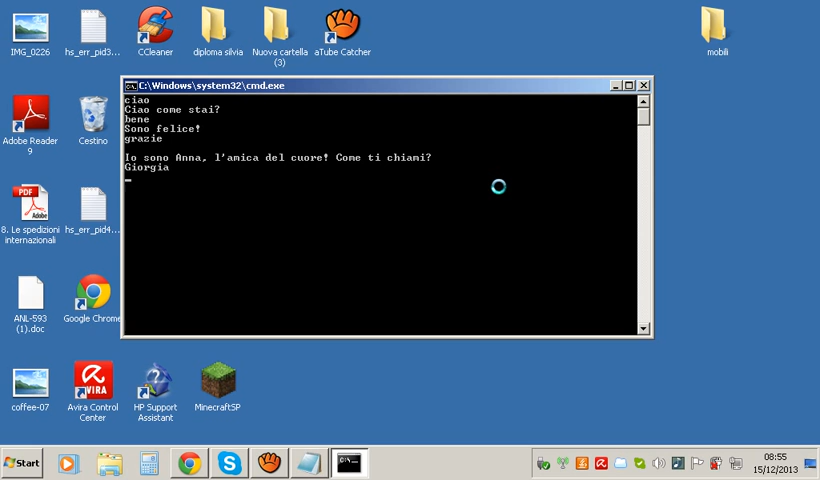 IMG_0226
hs_err_pid3...
CCleaner
diploma silvia
Nuova cartella
(3)
aTube Catcher
mobili
C:\Windows\system32\cmd.exe
ciao
Ciao come stai?
bene
Sono felice!
grazie
Io sono Anna, l'amica del cuore! Come ti chiami?
Giorgia
Adobe Reader
9
Cestino
PDF
Adobe
8. Le spedizioni
internazionali
hs_err_pid4...
ANL-593
(1).doc
Google Chrome
coffee-07
AVIRA
Avira Control
Center
HP Support
Assistant
MinecraftSP
Start
C:\.
08:55
15/12/2013